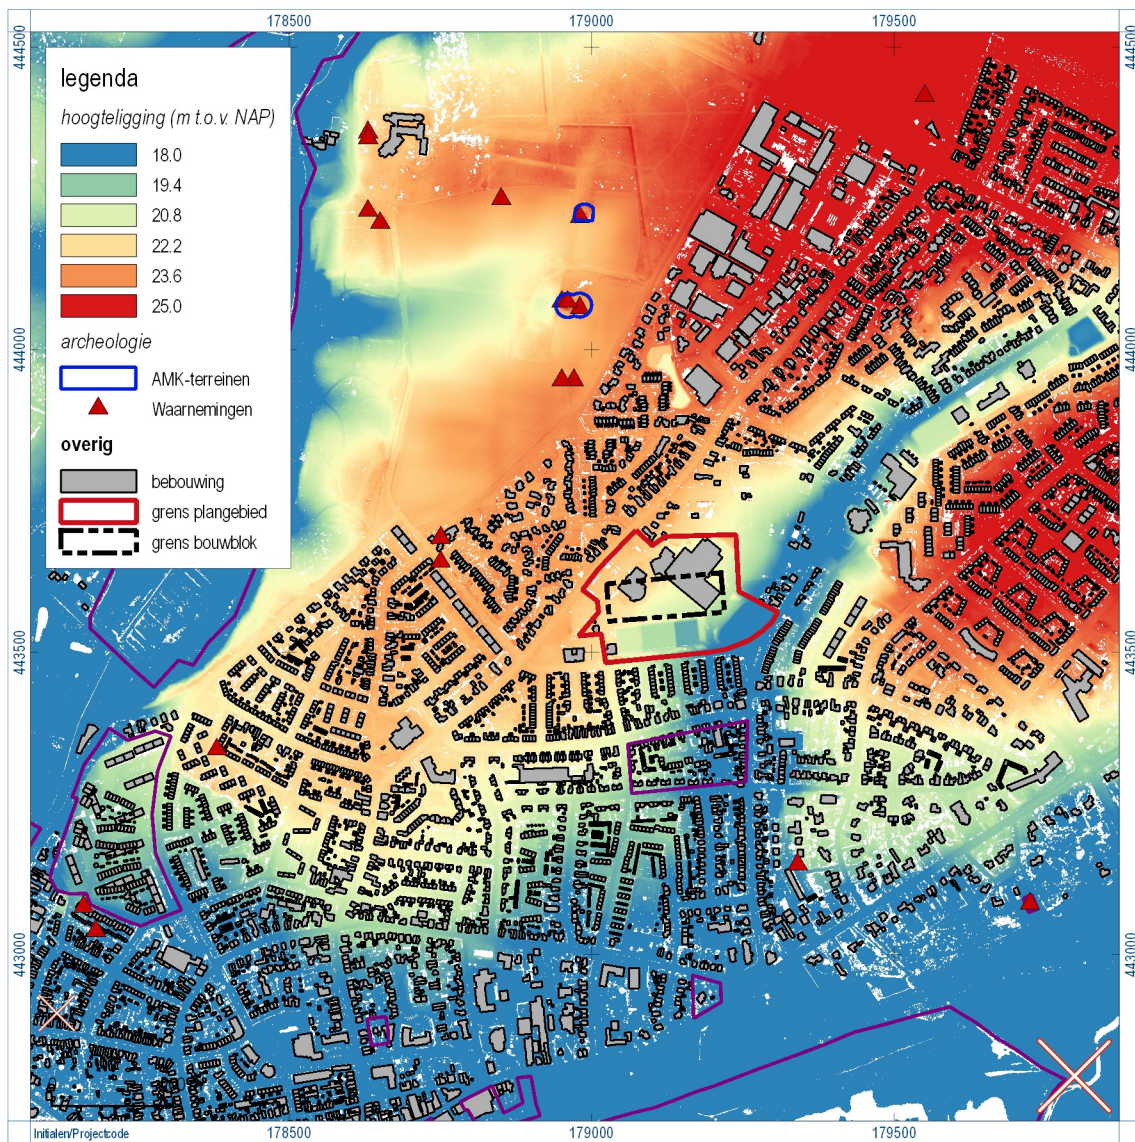 178500 179000 179500
444500 444500
legenda
hoogteligging (m t.o.v. NAP)
18.0
19.4
20.8
22.2
23.6
25.0
archeologie
AMK-terreinen
Waarnemingen
overig
bebouwing
grens plangebied
grens bouwblok
444000 444000
443500 443500
443000 443000
Initialen/Projectcode
178500 179000 179500